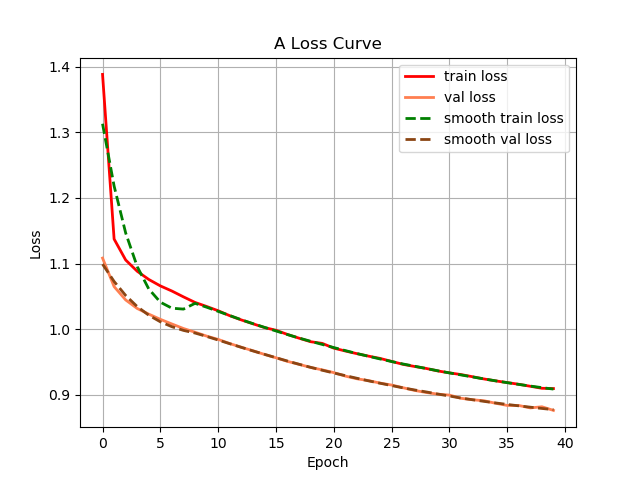 A Loss Curve
1.4
1.3
1.2
1.1
1.0
0.9
Loss
train loss
val loss
smooth train loss
smooth val loss
0 5 10 15 20 25 30 35 40
Epoch